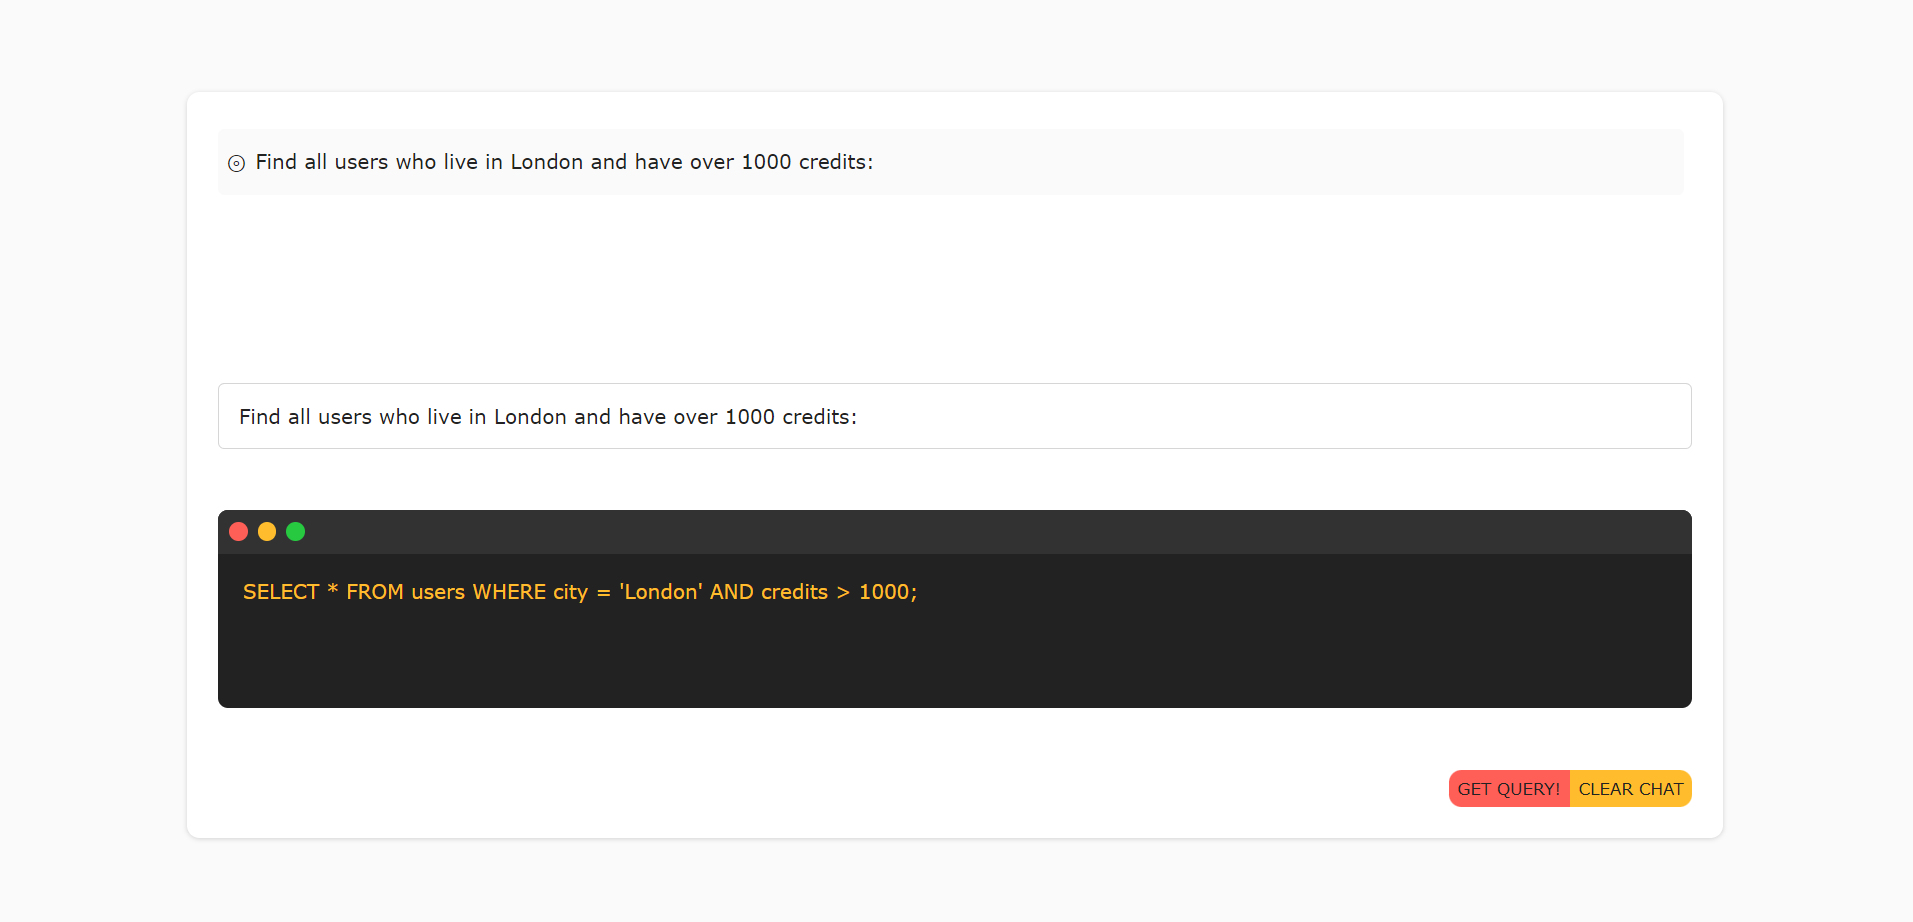 Find all users who live in London and have over 1000 credits:
Find all users who live in London and have over 1000 credits:
SELECT * FROM users WHERE city = 'London' AND credits > 1000;
GET QUERY! CLEAR CHAT